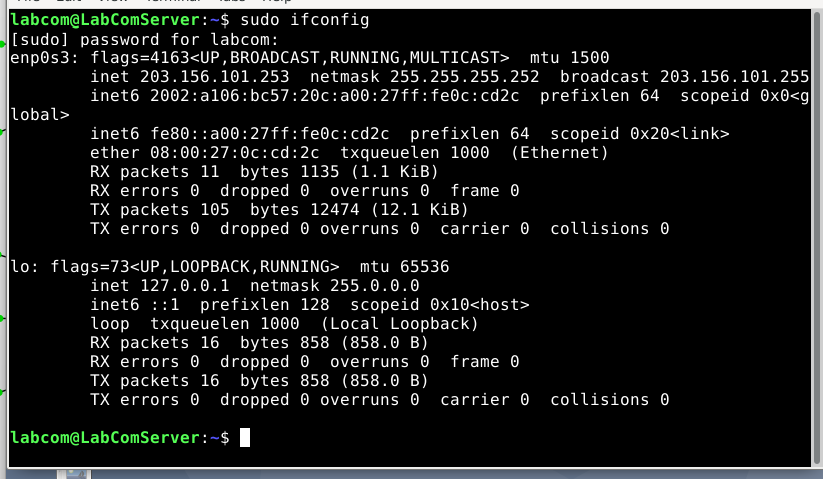 labcom@LabComServer:~$ sudo ifconfig
[sudo] password for labcom:
enp0s3: flags=4163<UP,BROADCAST,RUNNING,MULTICAST>  mtu 1500
        inet 203.156.101.253  netmask 255.255.255.252  broadcast 203.156.101.255
        inet6 2002:a106:bc57:20c:a00:27ff:fe0c:cd2c  prefixlen 64  scopeid 0x0<g
lobal>
        inet6 fe80::a00:27ff:fe0c:cd2c  prefixlen 64  scopeid 0x20<link>
        ether 08:00:27:0c:cd:2c  txqueuelen 1000  (Ethernet)
        RX packets 11  bytes 1135 (1.1 KiB)
        RX errors 0  dropped 0  overruns 0  frame 0
        TX packets 105  bytes 12474 (12.1 KiB)
        TX errors 0  dropped 0 overruns 0  carrier 0  collisions 0
lo: flags=73<UP,LOOPBACK,RUNNING>  mtu 65536
        inet 127.0.0.1  netmask 255.0.0.0
        inet6 ::1  prefixlen 128  scopeid 0x10<host>
        loop  txqueuelen 1000  (Local Loopback)
        RX packets 16  bytes 858 (858.0 B)
        RX errors 0  dropped 0  overruns 0  frame 0
        TX packets 16  bytes 858 (858.0 B)
        TX errors 0  dropped 0 overruns 0  carrier 0  collisions 0
labcom@LabComServer:~$